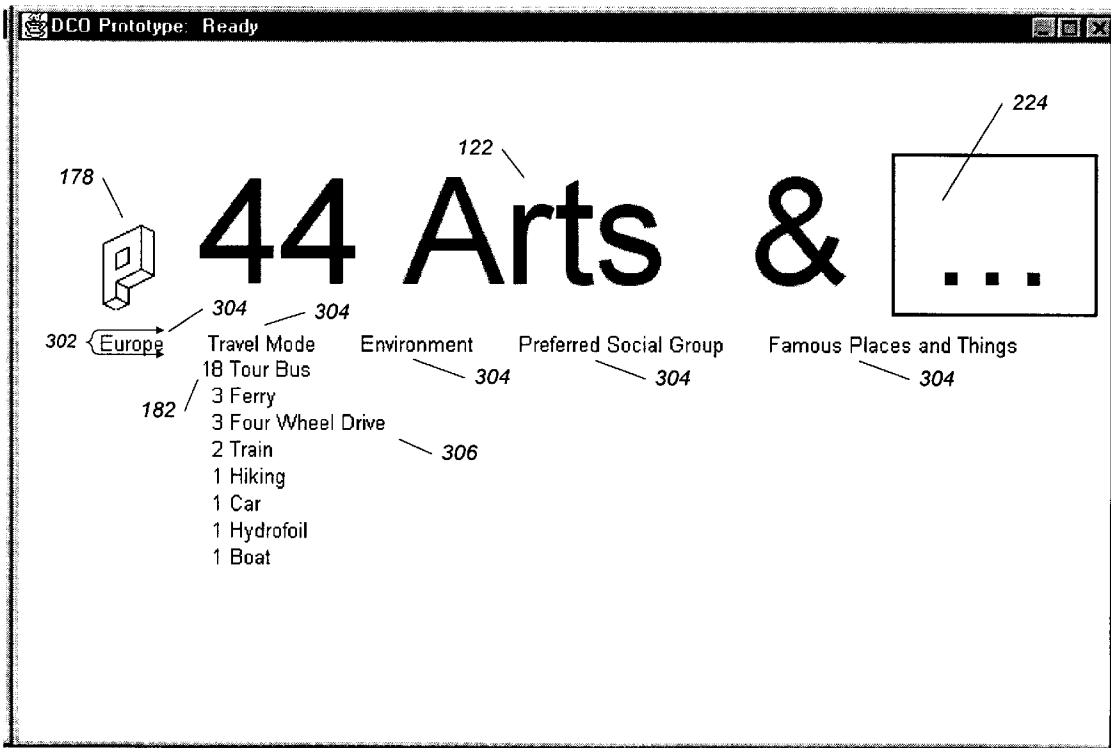 DCO Prototype: Ready
224
122
178
P 44 Arts & ...
304 304
302 Europe Travel Mode Environment Preferred Social Group Famous Places and Things
304 304 304
18 Tour Bus
182
3 Ferry
3 Four Wheel Drive
306
2 Train
1 Hiking
1 Car
1 Hydrofoil
1 Boat